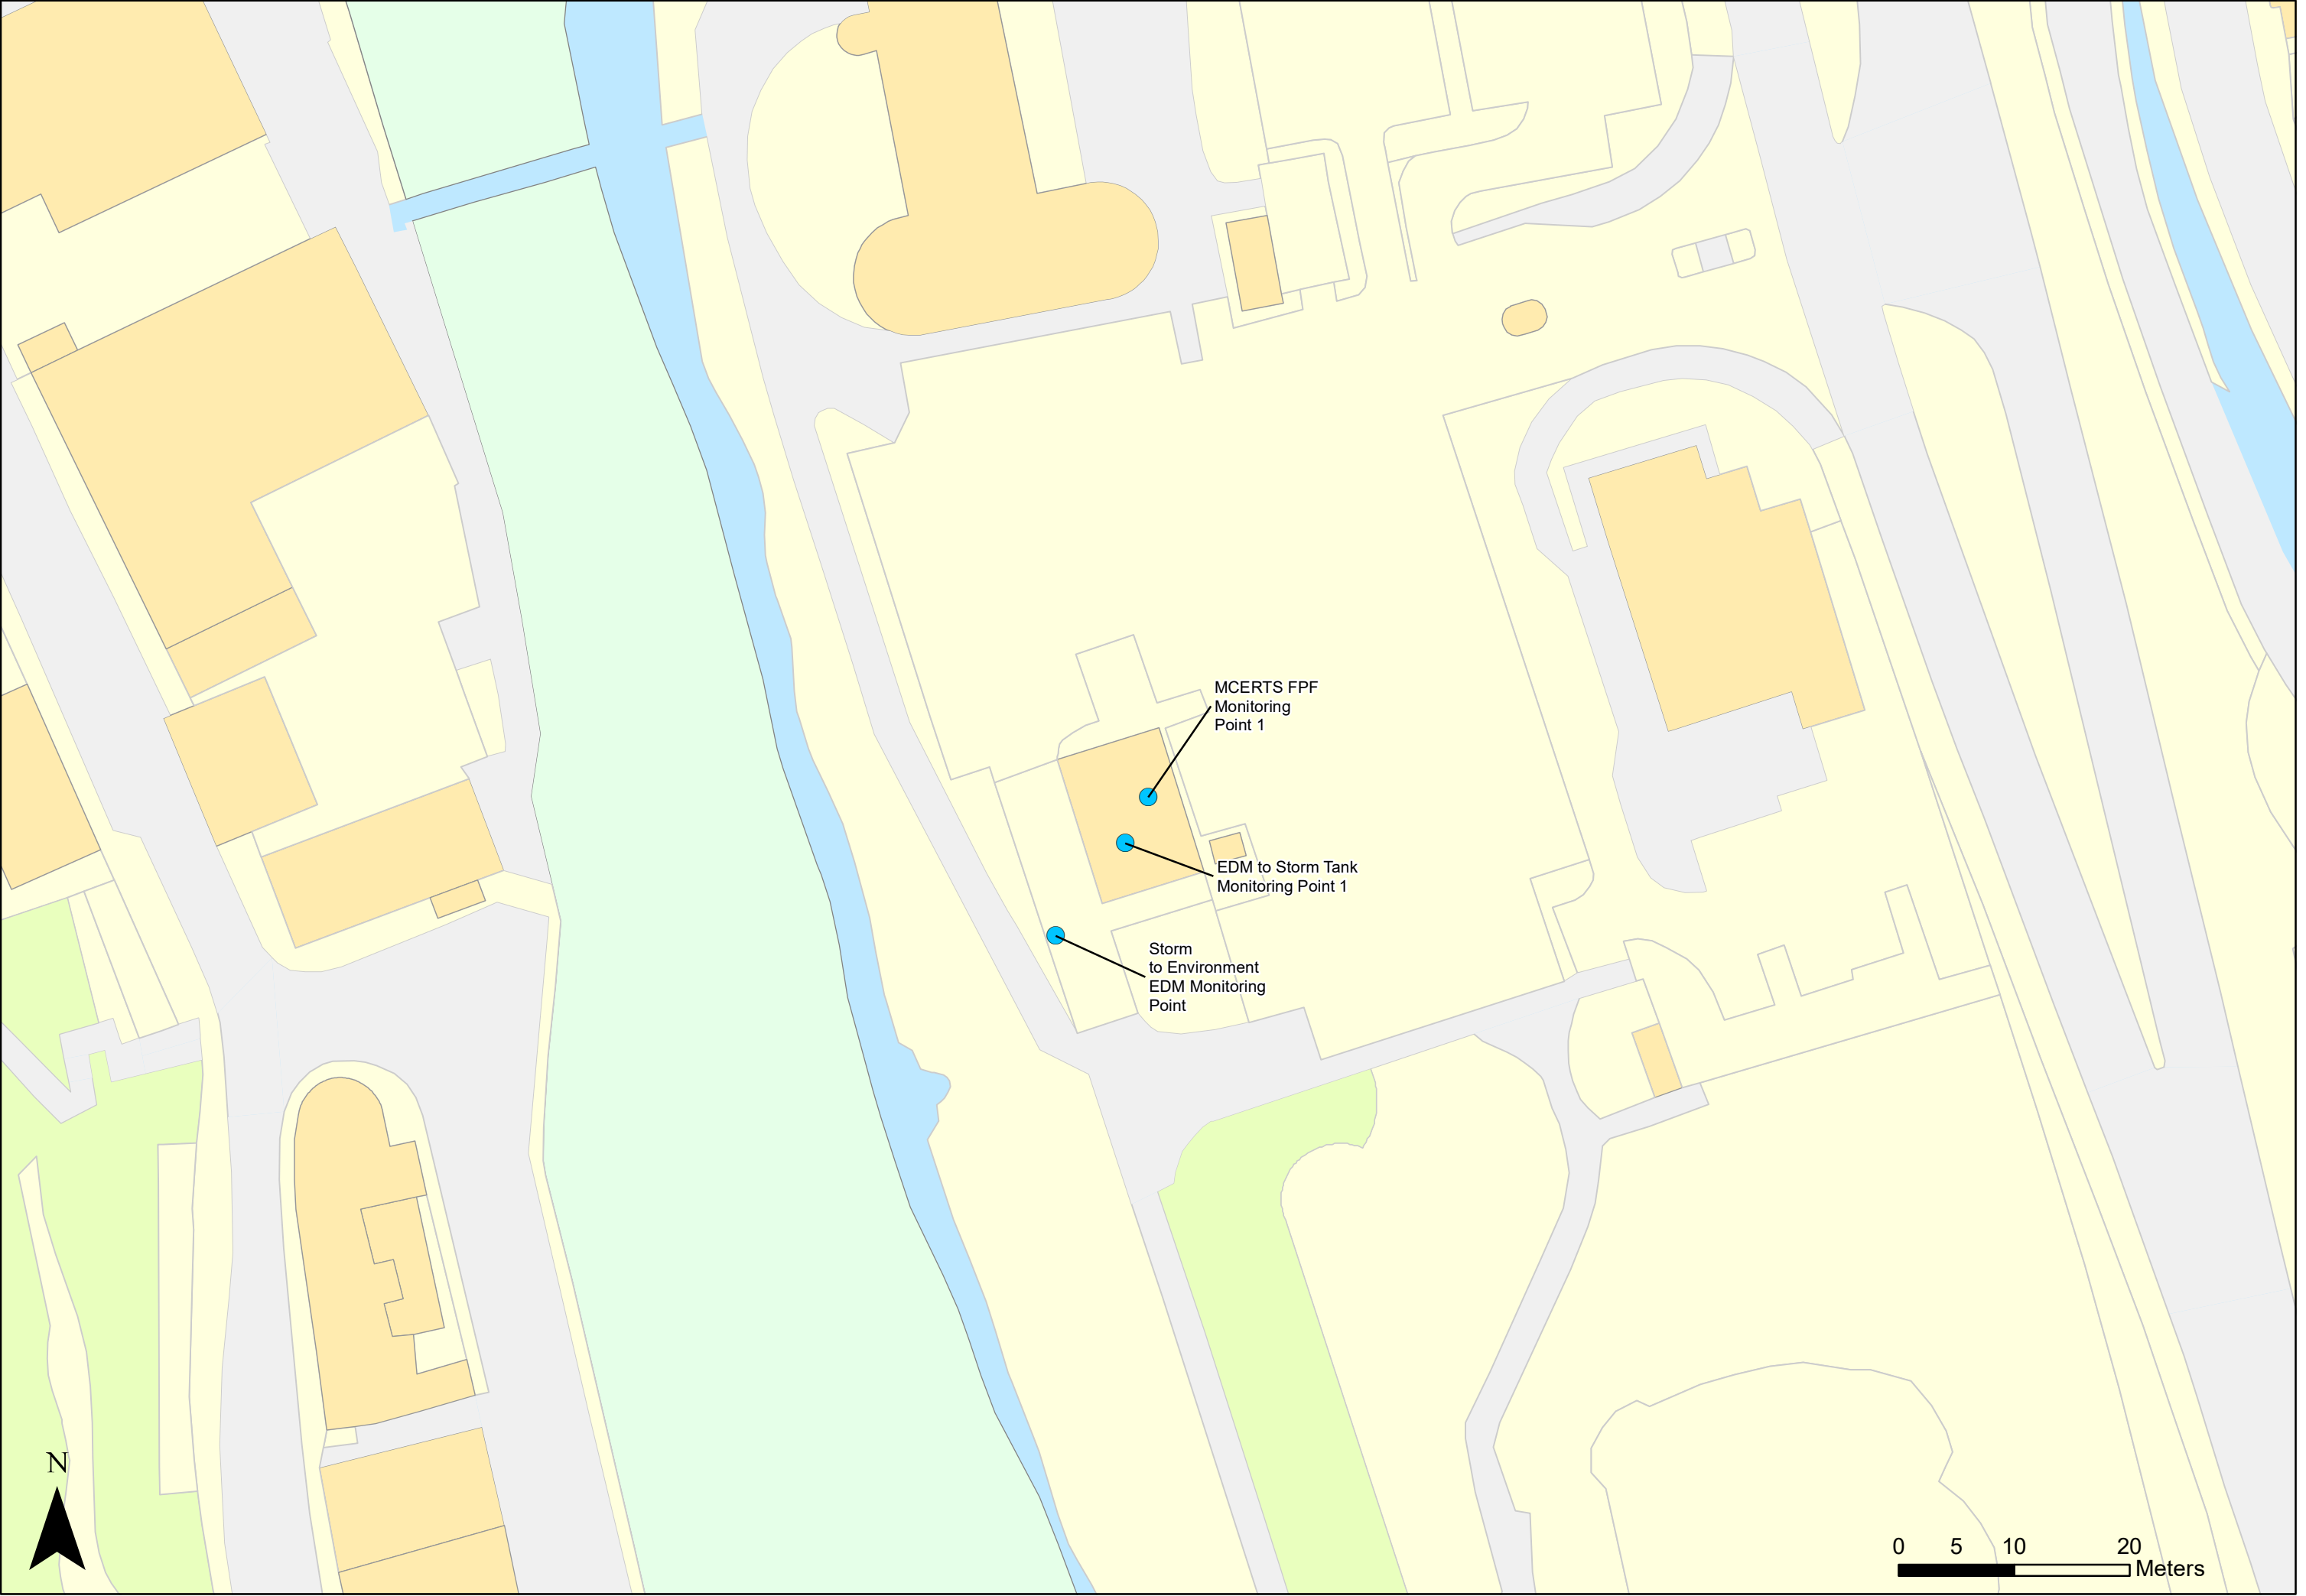 MCERTS FPF
Monitoring
Point 1
EDM to Storm Tank
Monitoring Point 1
Storm
to Environment
EDM Monitoring
Point
N
0 5 10 20
Meters